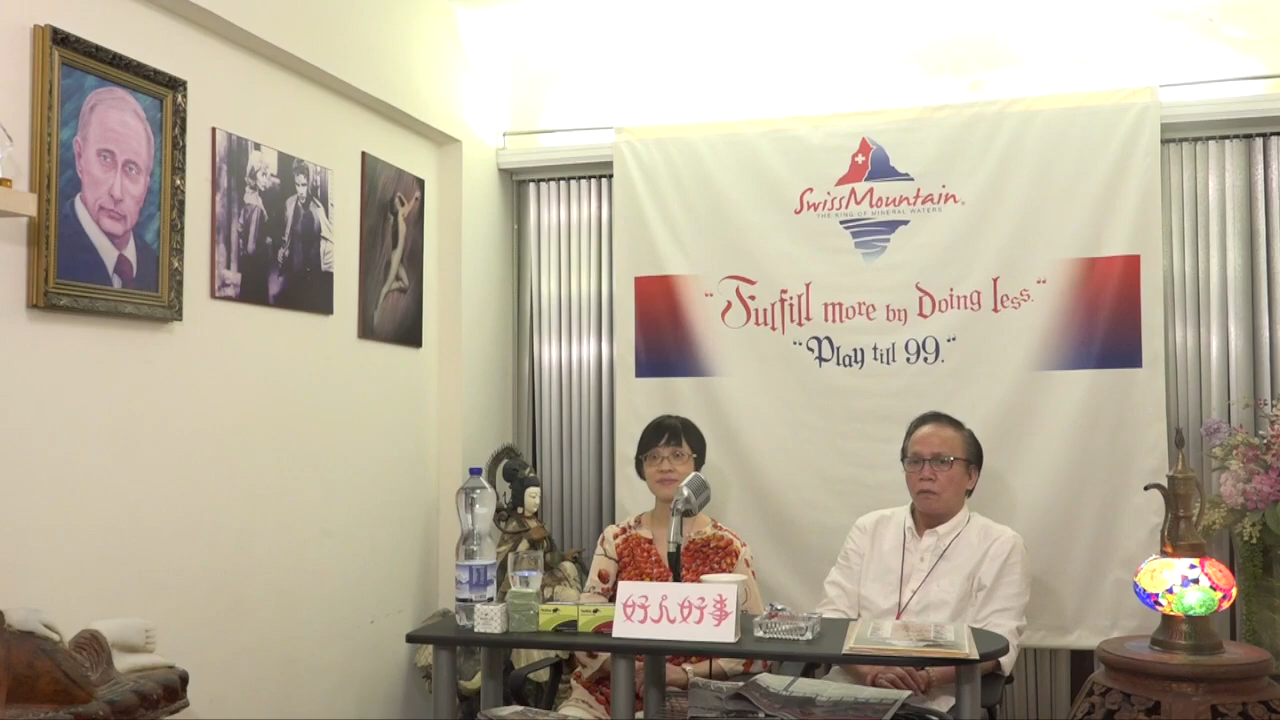 SwissMountain®
THE KING OF MINERAL WATERS
"Fulfill more by Doing less."
"Play till 99."
好人好事